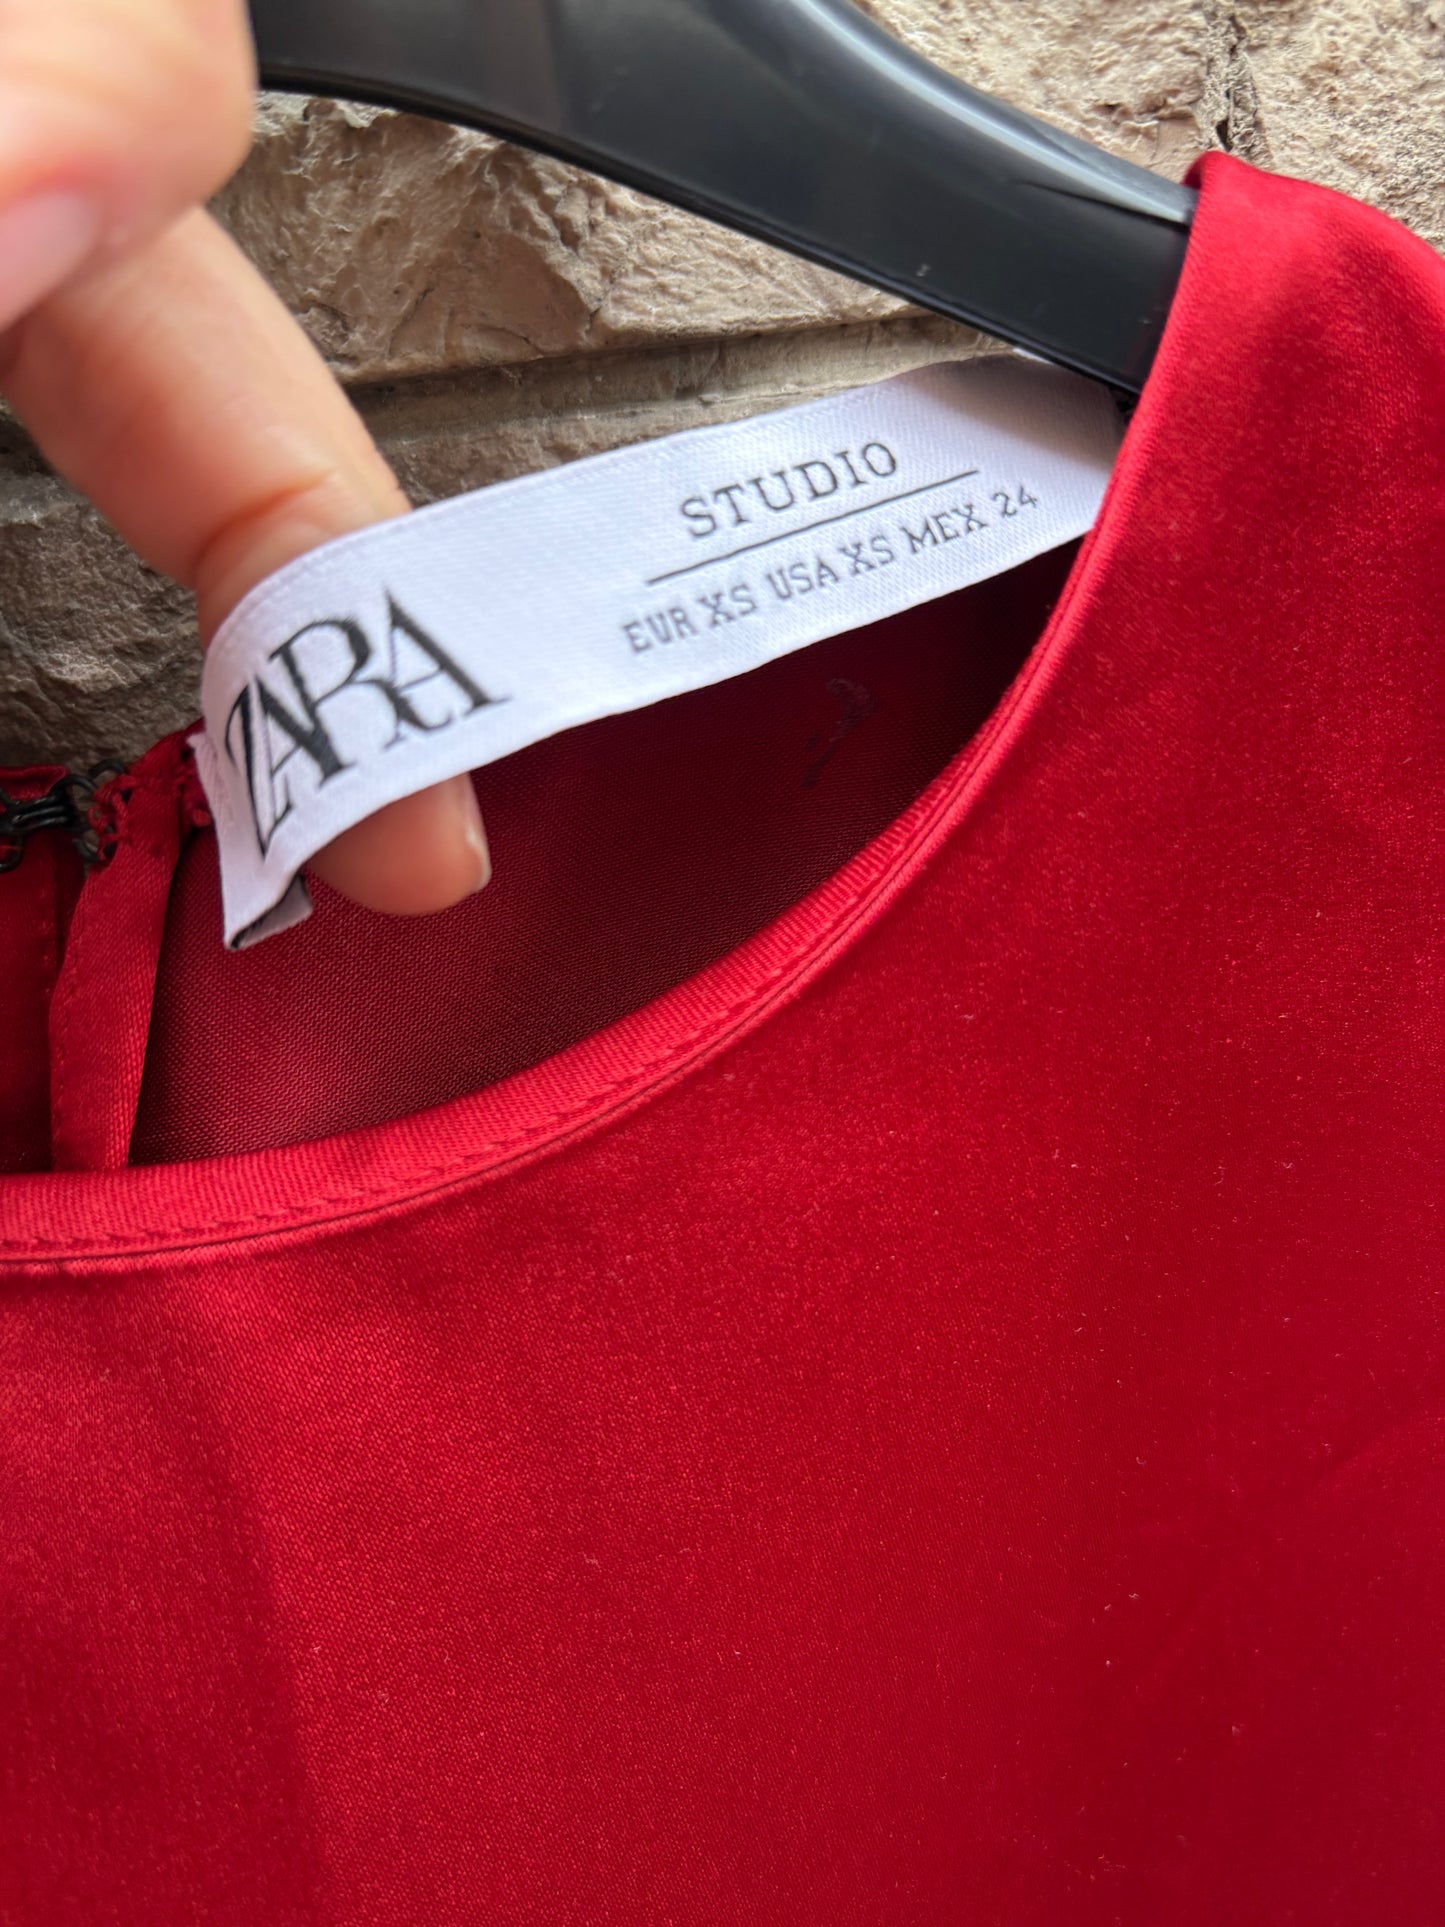 ZARA
STUDIO
EUR XS USA XS MEX 24